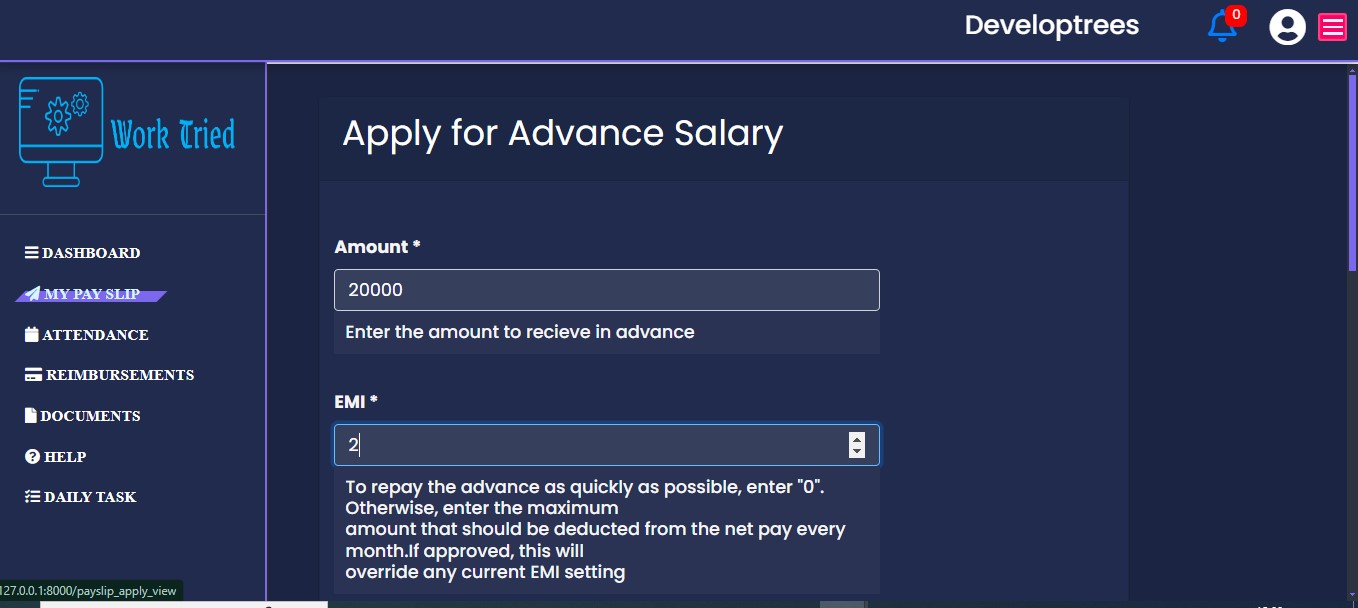 Developtrees
0
Work Tried
Apply for Advance Salary
DASHBOARD
MY PAY SLIP
ATTENDANCE
REIMBURSEMENTS
DOCUMENTS
HELP
DAILY TASK
Amount *
20000
Enter the amount to recieve in advance
EMI *
2
To repay the advance as quickly as possible, enter "0".
Otherwise, enter the maximum
amount that should be deducted from the net pay every
month.If approved, this will
override any current EMI setting
127.0.0.1:8000/payslip_apply_view